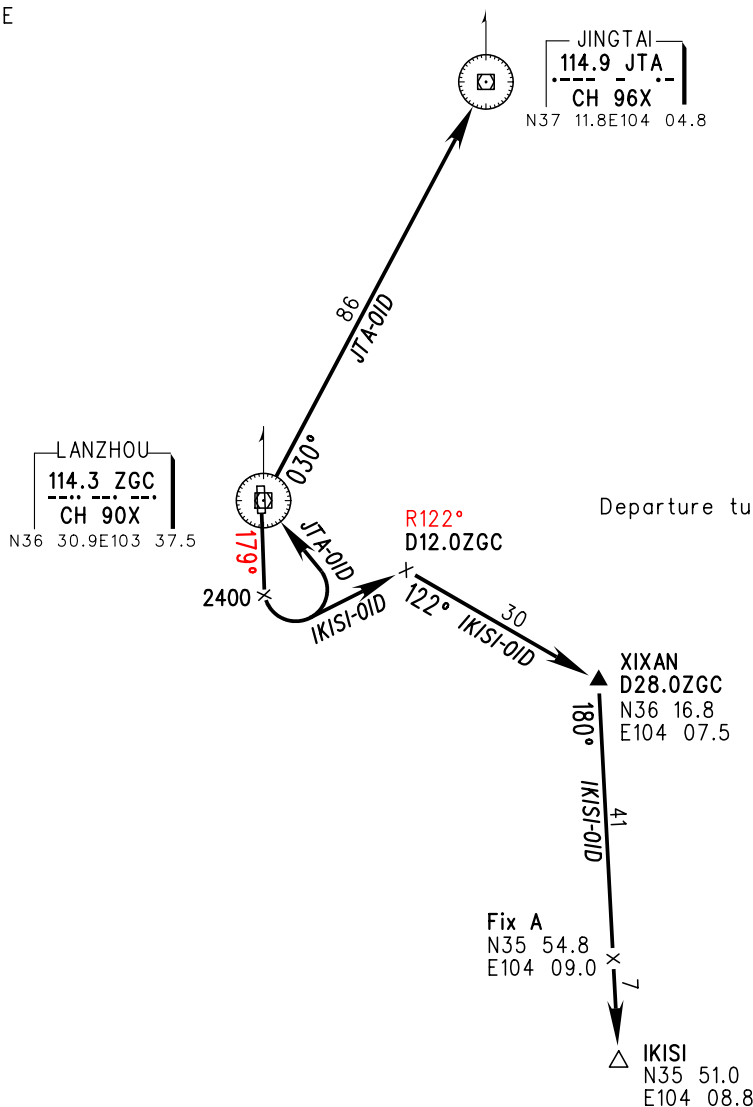 E
JINGTAI
114.9 JTA
CH 96X
N37 11.8E104 04.8
86
JTA-01D
LANZHOU
114.3 ZGC
CH 90X
N36 30.9E103 37.5
030°
179°
JTA-01D
2400
IKISI-01D
R122°
D12.0ZGC
122° IKISI-01D
30
Departure tu
XIXAN
D28.0ZGC
N36 16.8
E104 07.5
180°
41
IKISI-01D
Fix A
N35 54.8
E104 09.0
7
IKISI
N35 51.0
E104 08.8